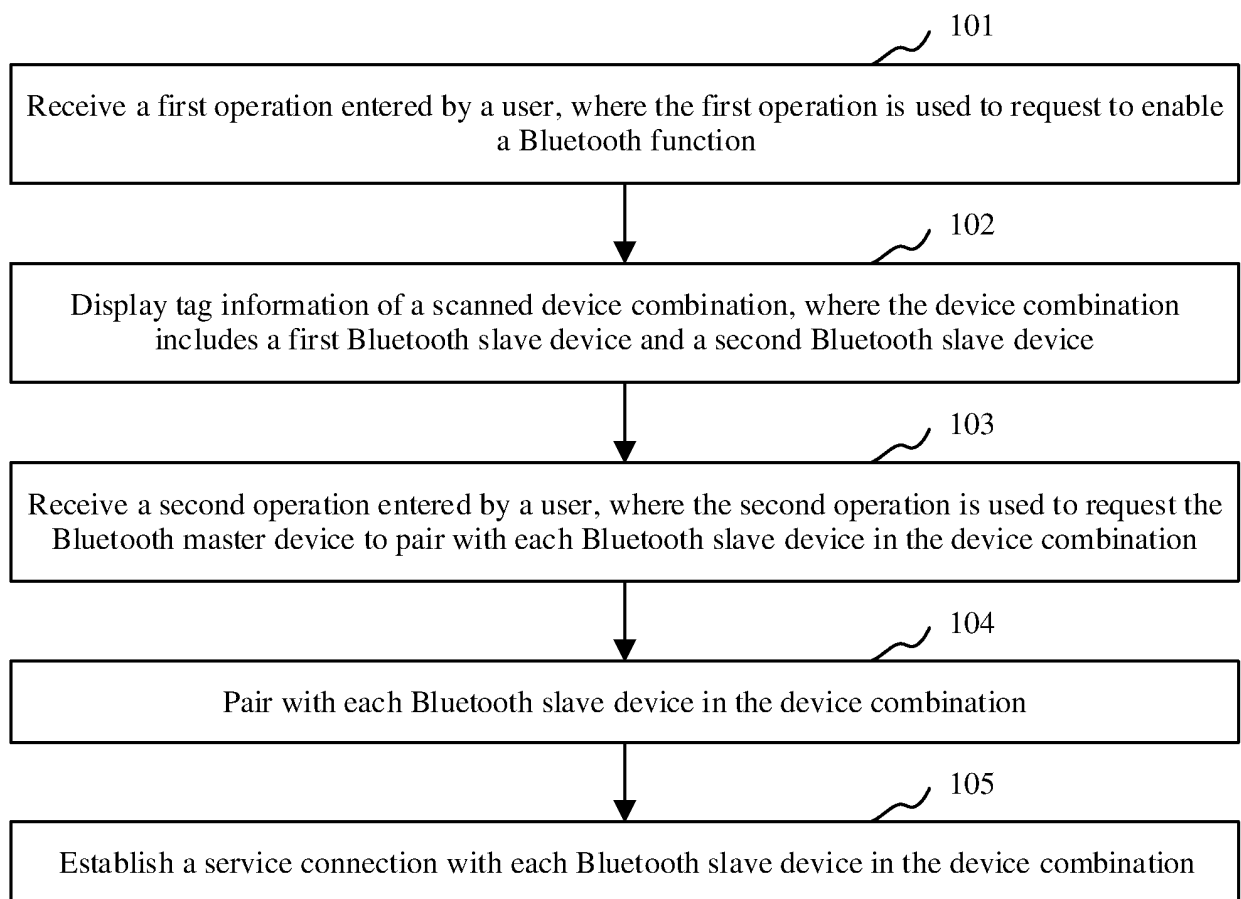 101
Receive a first operation entered by a user, where the first operation is used to request to enable
a Bluetooth function
102
Display tag information of a scanned device combination, where the device combination
includes a first Bluetooth slave device and a second Bluetooth slave device
103
Receive a second operation entered by a user, where the second operation is used to request the
Bluetooth master device to pair with each Bluetooth slave device in the device combination
104
Pair with each Bluetooth slave device in the device combination
105
Establish a service connection with each Bluetooth slave device in the device combination